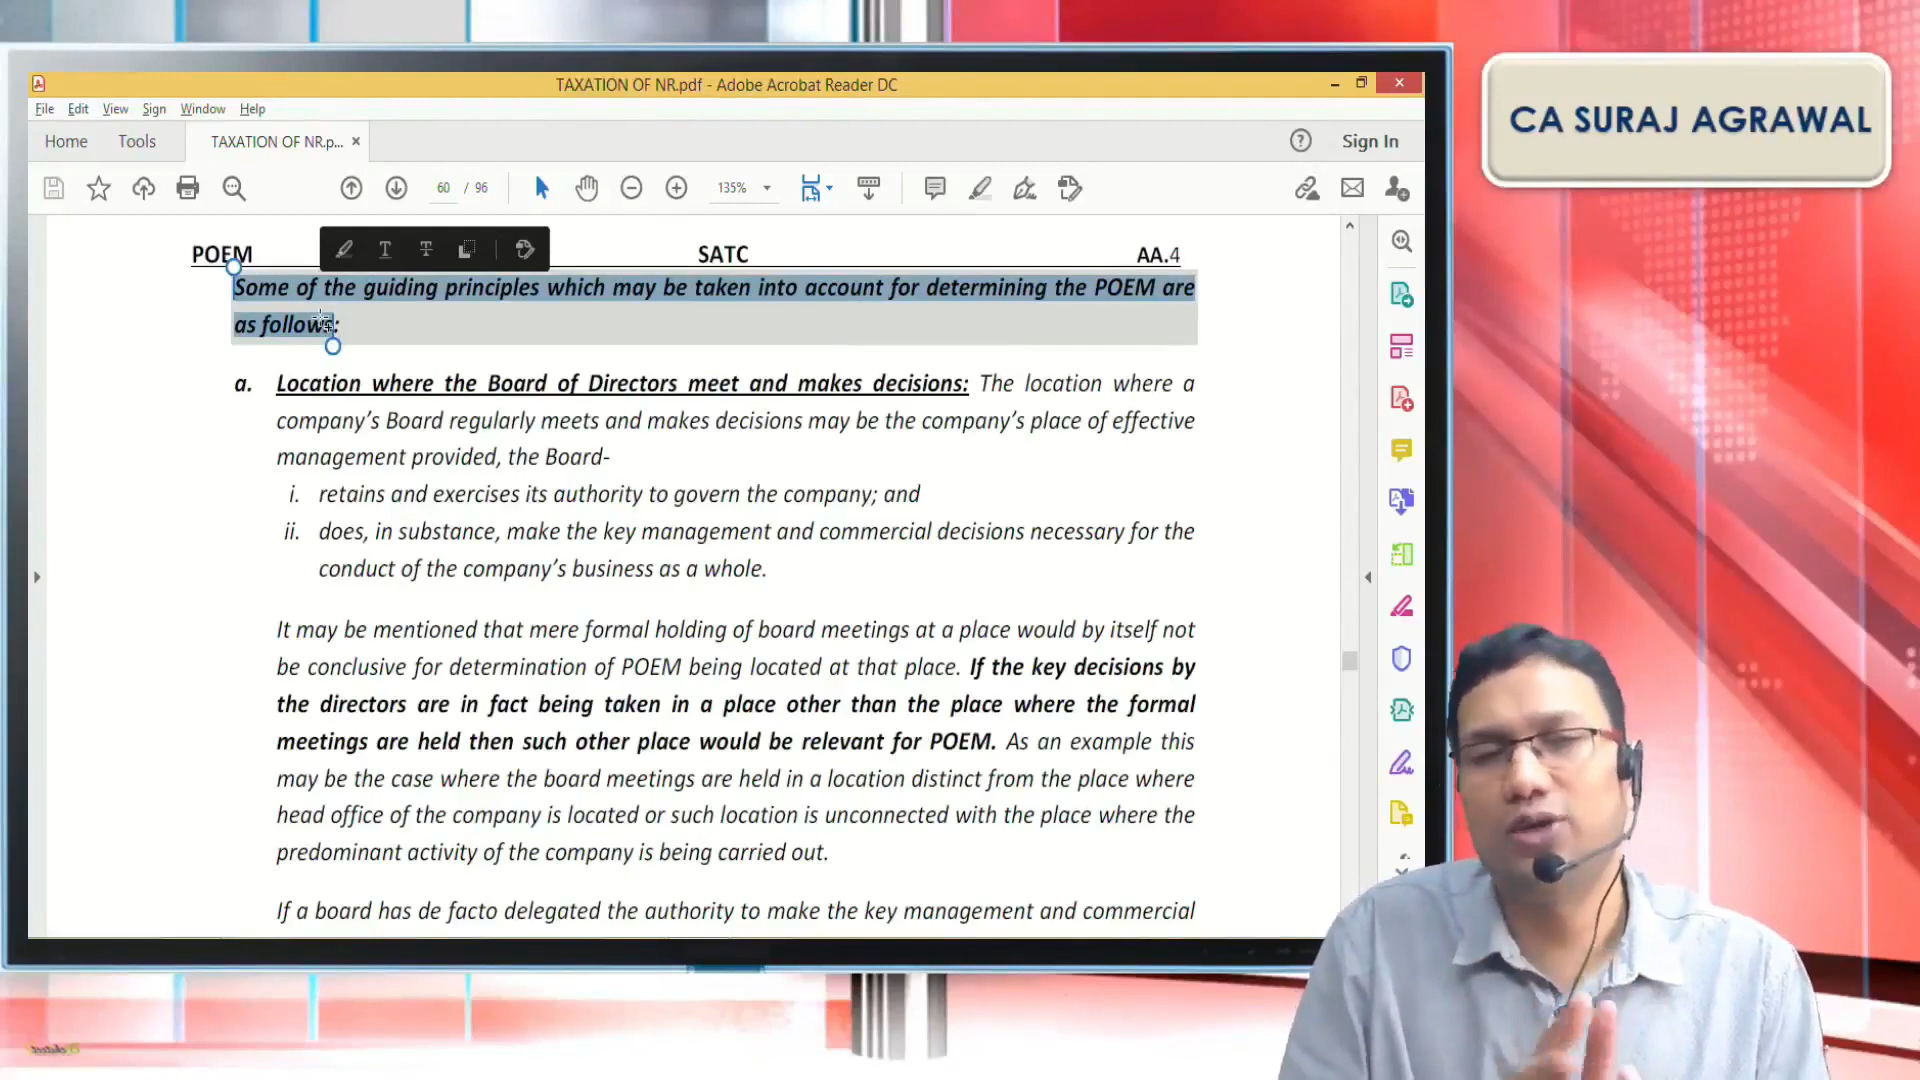 TAXATION OF NR.pdf - Adobe Acrobat Reader DC
CA SURAJ AGRAWAL
File Edit View Sign Window Help
Home Tools TAXATION OF NR.p... × Sign In
60 / 96 135%
POEM SATC AA.4
Some of the guiding principles which may be taken into account for determining the POEM are
as follows:
a. Location where the Board of Directors meet and makes decisions: The location where a
company's Board regularly meets and makes decisions may be the company's place of effective
management provided, the Board-
i. retains and exercises its authority to govern the company; and
ii. does, in substance, make the key management and commercial decisions necessary for the
conduct of the company's business as a whole.
It may be mentioned that mere formal holding of board meetings at a place would by itself not
be conclusive for determination of POEM being located at that place. If the key decisions by
the directors are in fact being taken in a place other than the place where the formal
meetings are held then such other place would be relevant for POEM. As an example this
may be the case where the board meetings are held in a location distinct from the place where
head office of the company is located or such location is unconnected with the place where the
predominant activity of the company is being carried out.
If a board has de facto delegated the authority to make the key management and commercial